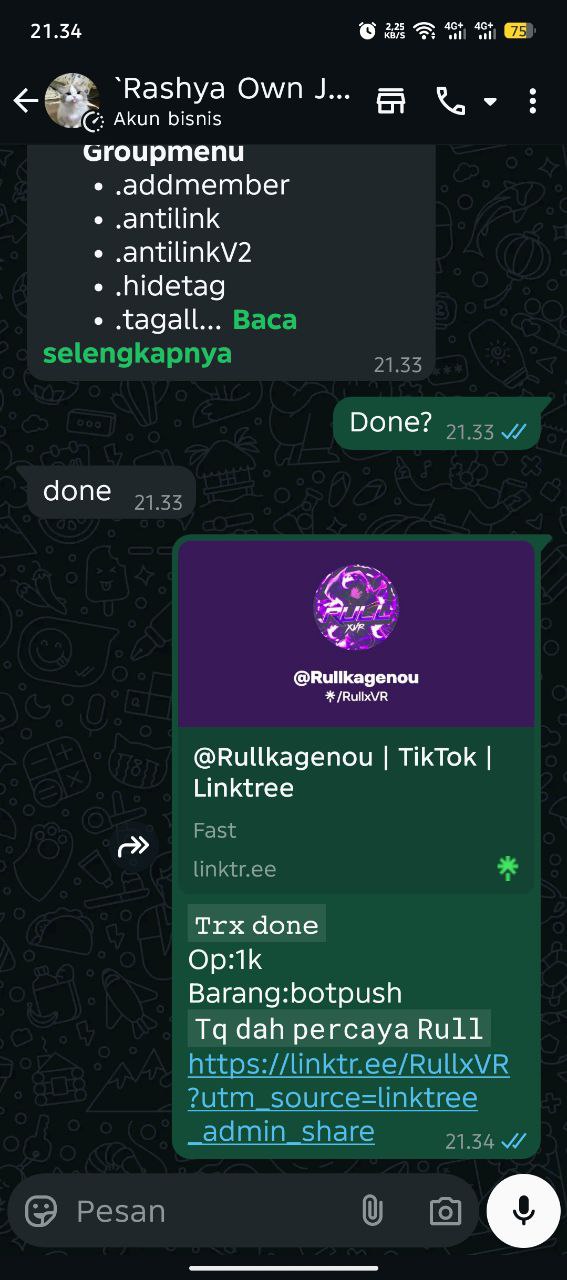 21.34
2,25 KB/S 4G+ 4G+ 75
`Rashya Own J...
Akun bisnis
Groupmenu
• .addmember
• .antilink
• .antilinkV2
• .hidetag
• .tagall... Baca
selengkapnya
21.33
Done? 21.33
done 21.33
RULL
XVR
@Rullkagenou
/RullxVR
@Rullkagenou | TikTok |
Linktree
Fast
linktr.ee
Trx done
Op:1k
Barang:botpush
Tq dah percaya Rull
https://linktr.ee/RullxVR
?utm_source=linktree
_admin_share
21.34
Pesan